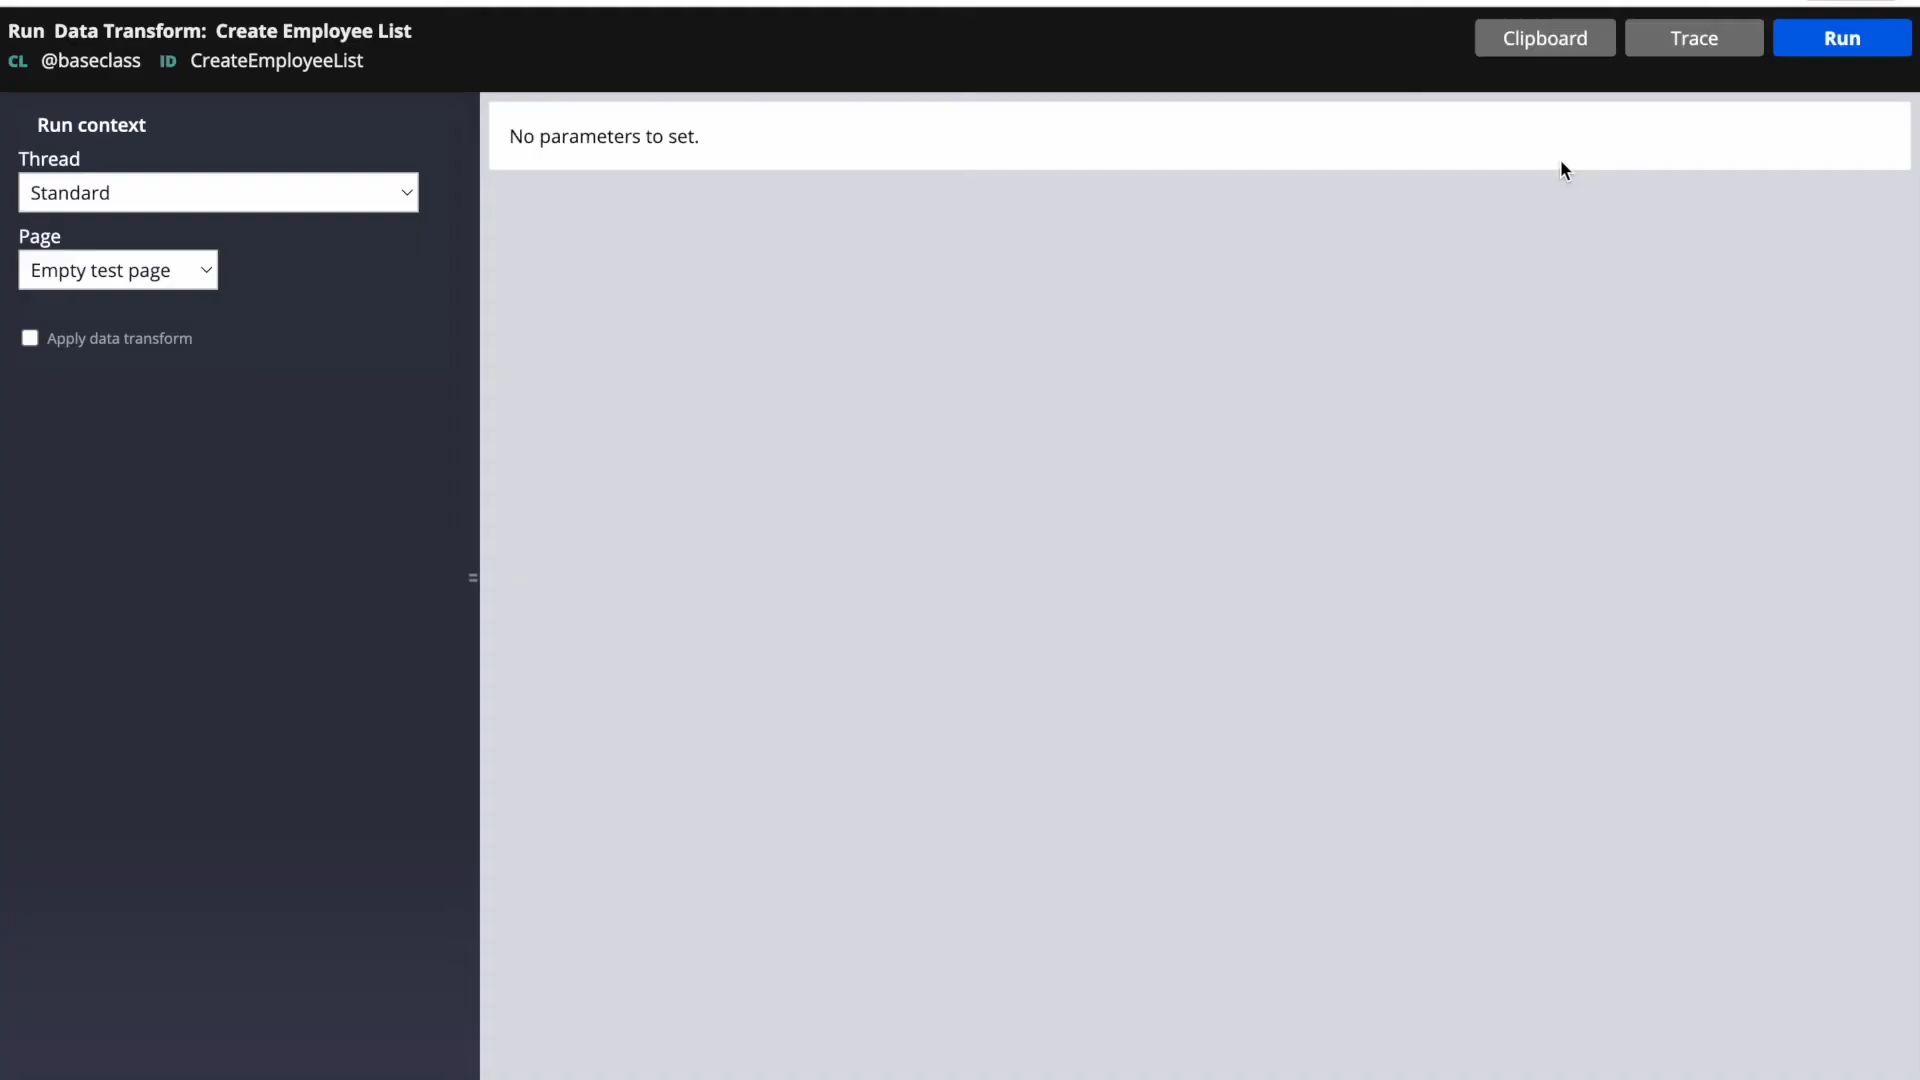 Run Data Transform: Create Employee List
CL @baseclass ID CreateEmployeeList
Clipboard
Trace
Run
Run context
Thread
Standard
Page
Empty test page
Apply data transform
No parameters to set.